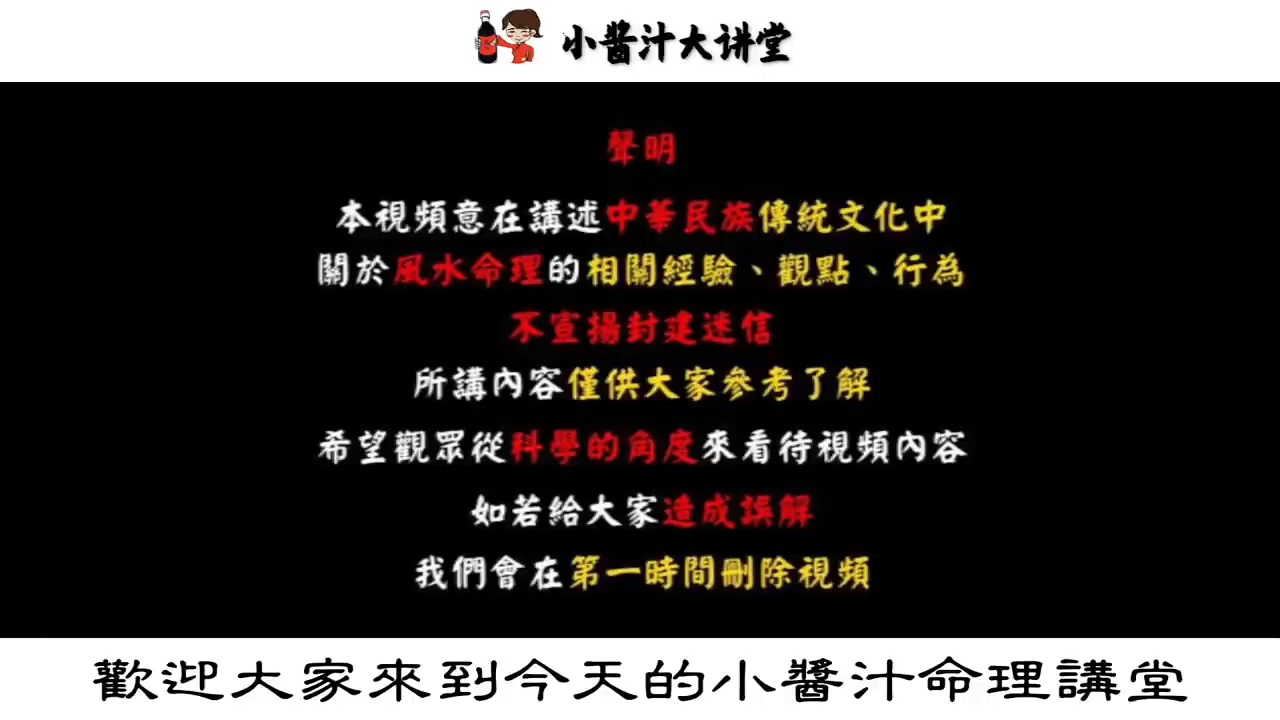 小醬汁大讲堂
聲明
本視頻意在講述中華民族傳統文化中
關於風水命理的相關經驗、觀點、行為
不宣揚封建迷信
所講內容僅供大家參考了解
希望觀眾從科學的角度來看待視頻內容
如若給大家造成誤解
我們會在第一時間刪除視頻
歡迎大家來到今天的小醬汁命理講堂